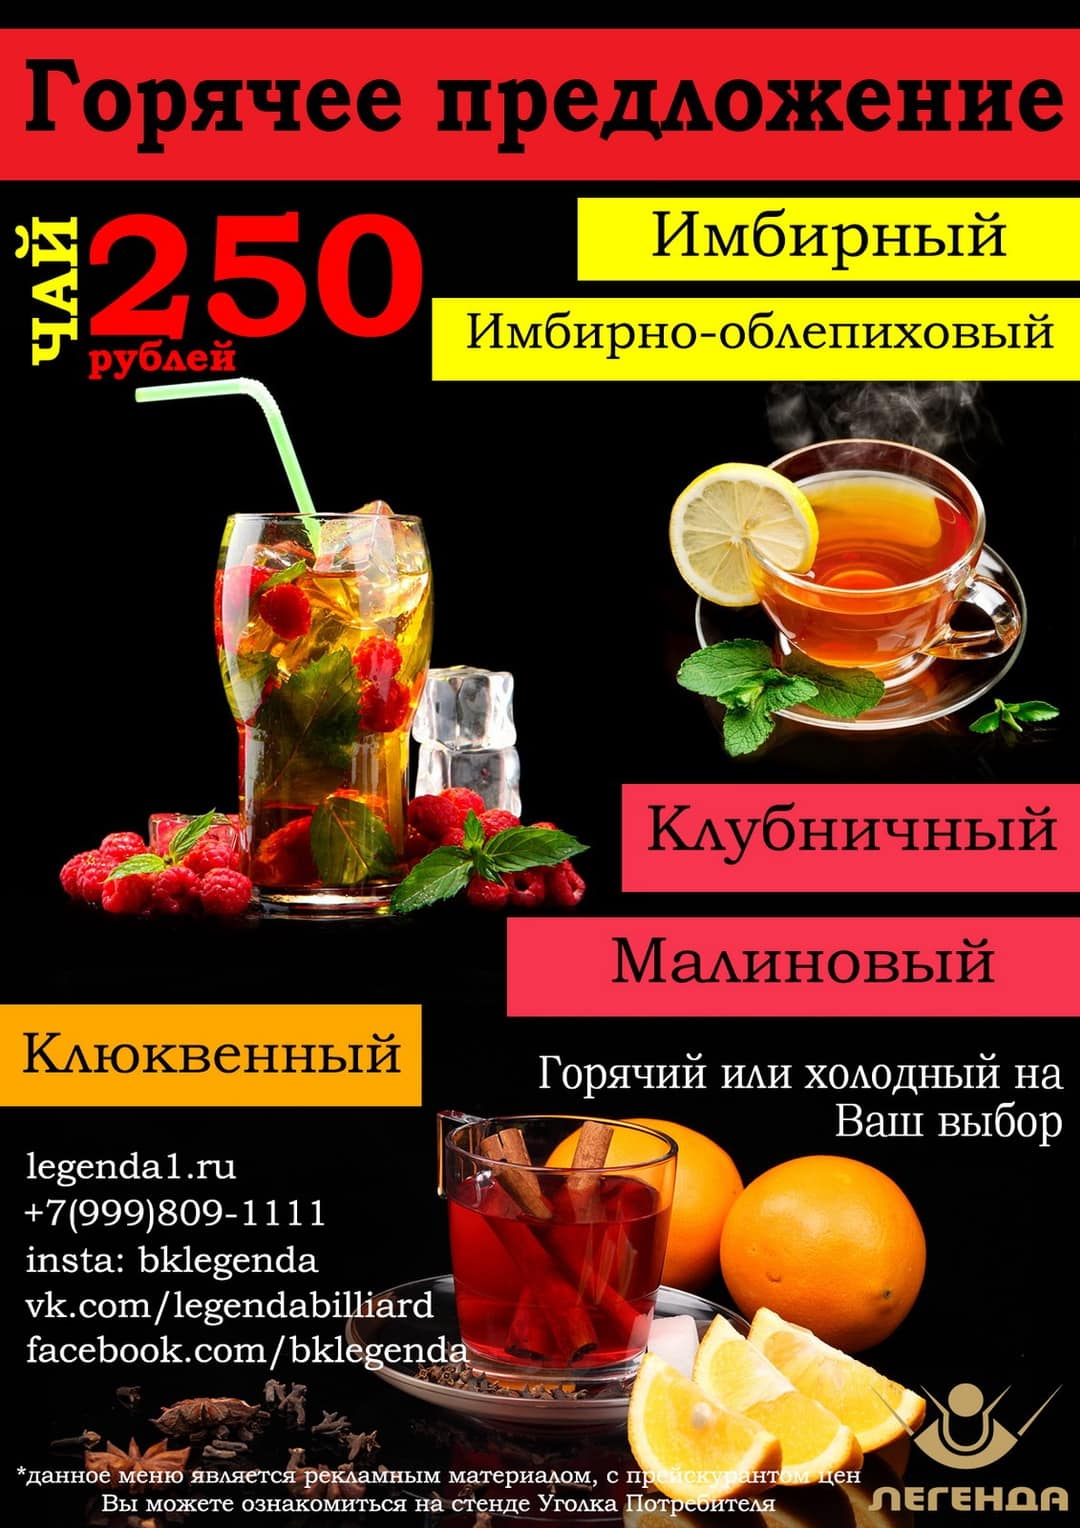 Горячее предложение
ЧАЙ
250
рублей
Имбирный
Имбирно-облепиховый
Клубничный
Малиновый
Клюквенный
Горячий или холодный на
Ваш выбор
legenda1.ru
+7(999)809-1111
insta: bklegenda
vk.com/legendabilliard
facebook.com/bklegenda
*данное меню является рекламным материалом, с прейскурантом цен
Вы можете ознакомиться на стенде Уголка Потребителя
ЛЕГЕНДА